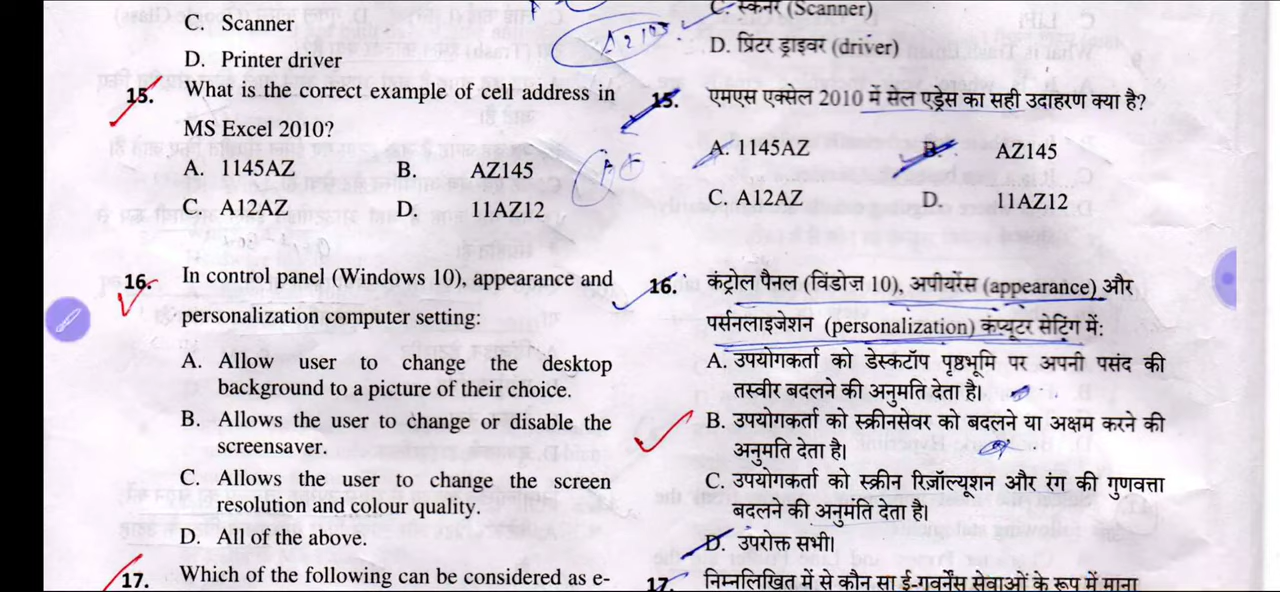 C. Scanner
D. Printer driver
15. What is the correct example of cell address in
MS Excel 2010?
A. 1145AZ B. AZ145
C. A12AZ D. 11AZ12
16. In control panel (Windows 10), appearance and
personalization computer setting:
A. Allow user to change the desktop
background to a picture of their choice.
B. Allows the user to change or disable the
screensaver.
C. Allows the user to change the screen
resolution and colour quality.
D. All of the above.
17. Which of the following can be considered as e-
C. स्कैनर (Scanner)
D. प्रिंटर ड्राइवर (driver)
15. एमएस एक्सेल 2010 में सेल एड्रेस का सही उदाहरण क्या है?
A. 1145AZ B. AZ145
C. A12AZ D. 11AZ12
16. कंट्रोल पैनल (विंडोज़ 10), अपीयरेंस (appearance) और
पर्सनलाइजेशन (personalization) कंप्यूटर सेटिंग में:
A. उपयोगकर्ता को डेस्कटॉप पृष्ठभूमि पर अपनी पसंद की
तस्वीर बदलने की अनुमति देता है।
B. उपयोगकर्ता को स्क्रीनसेवर को बदलने या अक्षम करने की
अनुमति देता है।
C. उपयोगकर्ता को स्क्रीन रिज़ॉल्यूशन और रंग की गुणवत्ता
बदलने की अनुमति देता है।
D. उपरोक्त सभी।
17. निम्नलिखित में से कौन सा ई-गवर्नेंस सेवाओं के रूप में माना